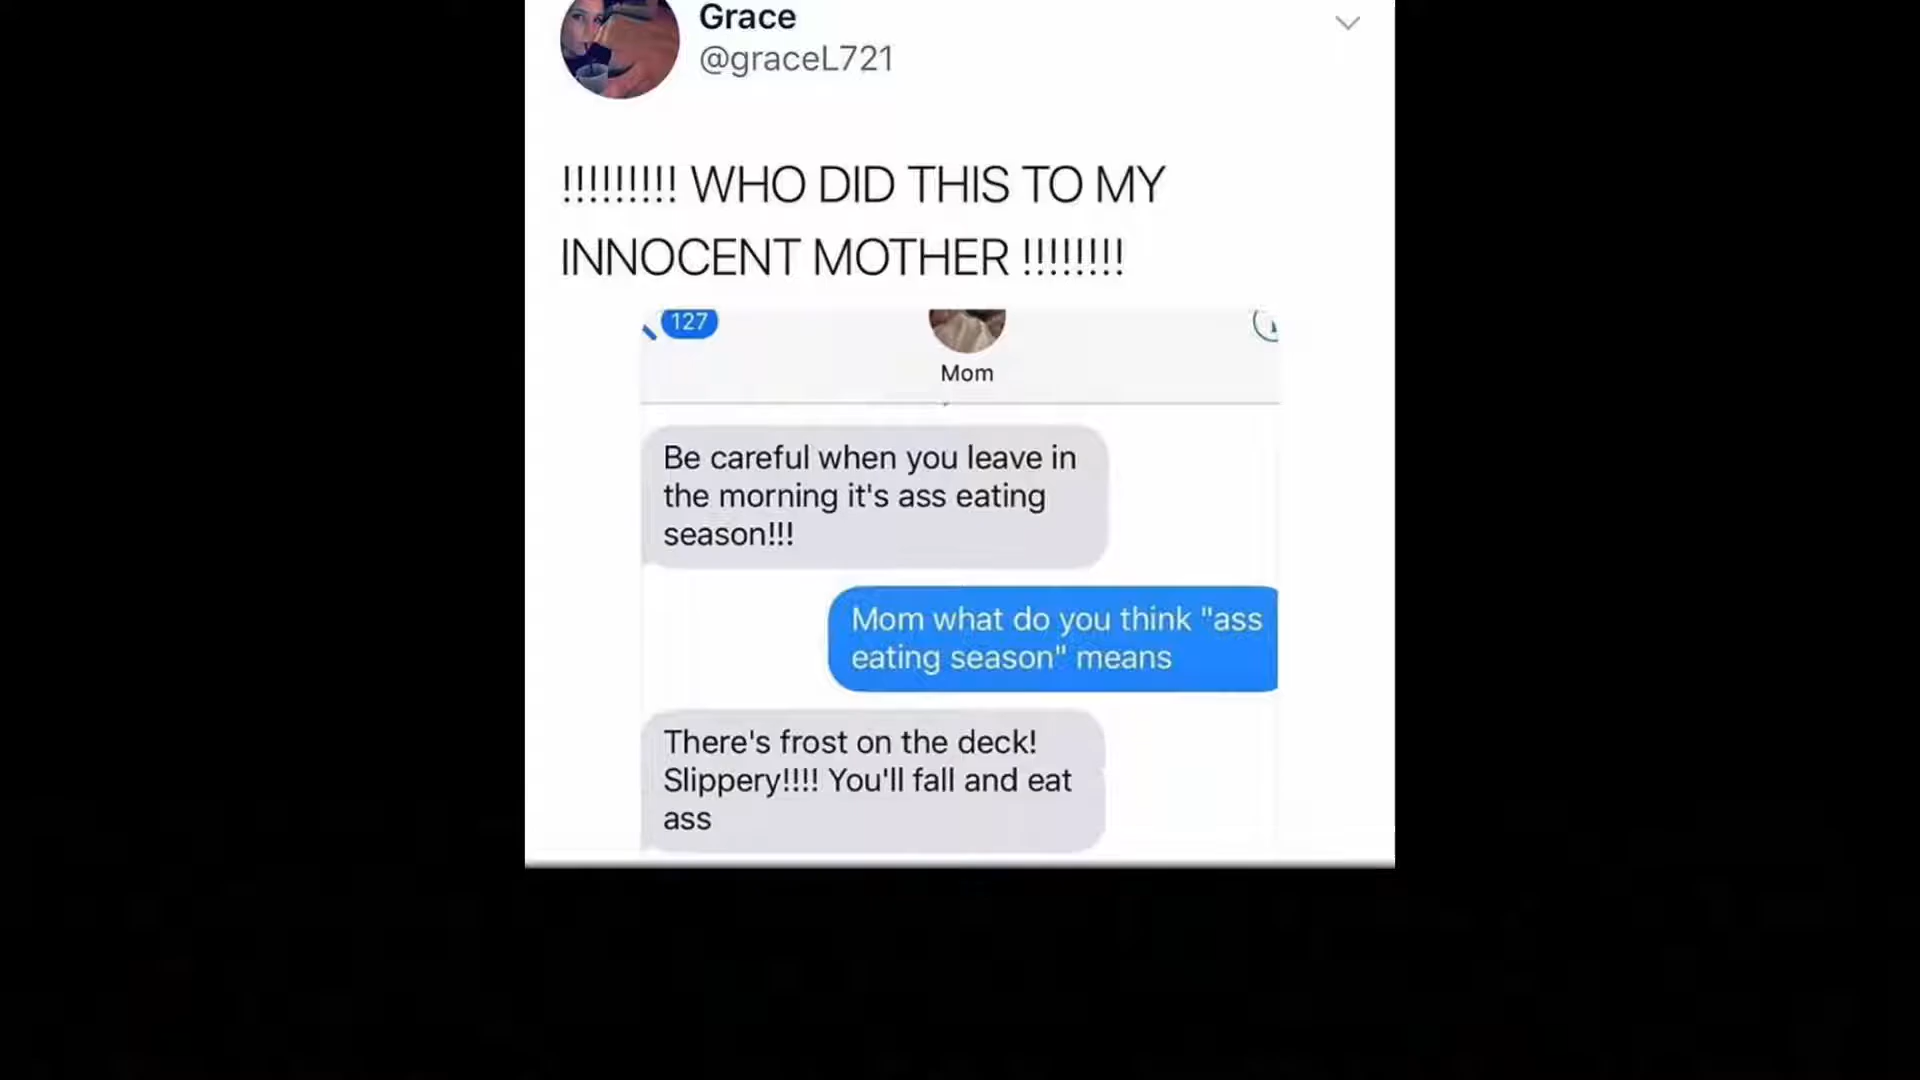 Grace
@graceL721
!!!!!!!!! WHO DID THIS TO MY
INNOCENT MOTHER !!!!!!!!
127
Mom
Be careful when you leave in
the morning it's ass eating
season!!!
Mom what do you think "ass
eating season" means
There's frost on the deck!
Slippery!!!! You'll fall and eat
ass